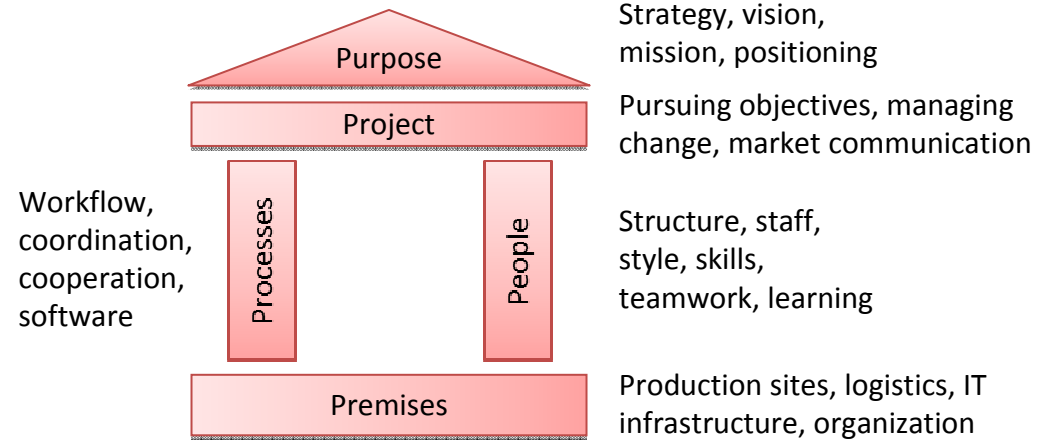 Strategy, vision,
mission, positioning
Purpose
Project
Pursuing objectives, managing
change, market communication
Workflow,
coordination,
cooperation,
software
Processes
People
Structure, staff,
style, skills,
teamwork, learning
Premises
Production sites, logistics, IT
infrastructure, organization